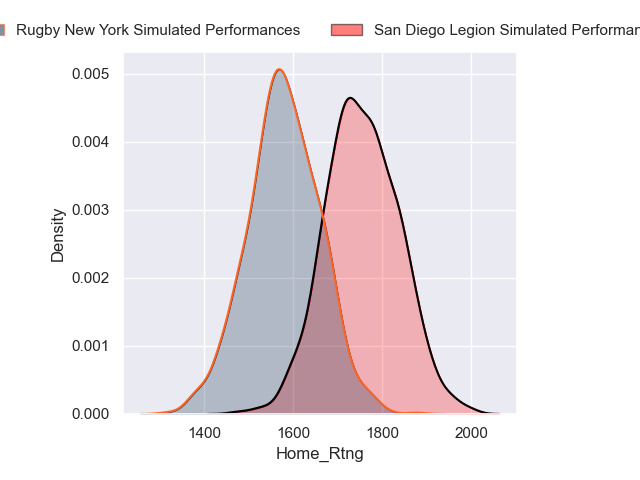 Rugby New York Simulated Performances San Diego Legion Simulated
0.005
0.004
0.003
0.002
0.001
0.000
Density
1400 1600 1800 2000
Home_Rtng